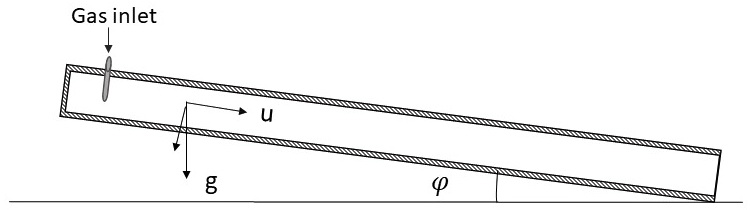 Gas inlet
u
g
φ